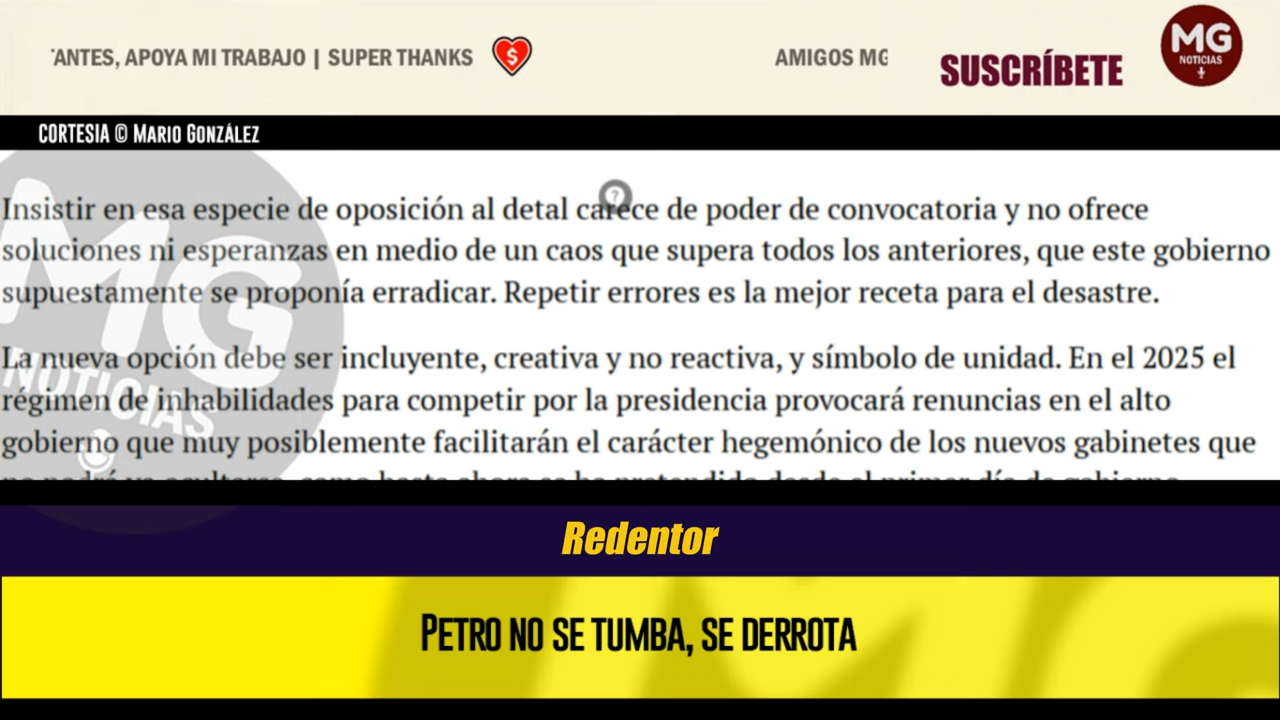 'ANTES, APOYA MI TRABAJO | SUPER THANKS
AMIGOS MG
SUSCRÍBETE
MG
NOTICIAS
CORTESIA © MARIO GONZÁLEZ
Insistir en esa especie de oposición al detal carece de poder de convocatoria y no ofrece
soluciones ni esperanzas en medio de un caos que supera todos los anteriores, que este gobierno
supuestamente se proponía erradicar. Repetir errores es la mejor receta para el desastre.
La nueva opción debe ser incluyente, creativa y no reactiva, y símbolo de unidad. En el 2025 el
régimen de inhabilidades para competir por la presidencia provocará renuncias en el alto
gobierno que muy posiblemente facilitarán el carácter hegemónico de los nuevos gabinetes que
MG
NOTICIAS
Redentor
PETRO NO SE TUMBA, SE DERROTA